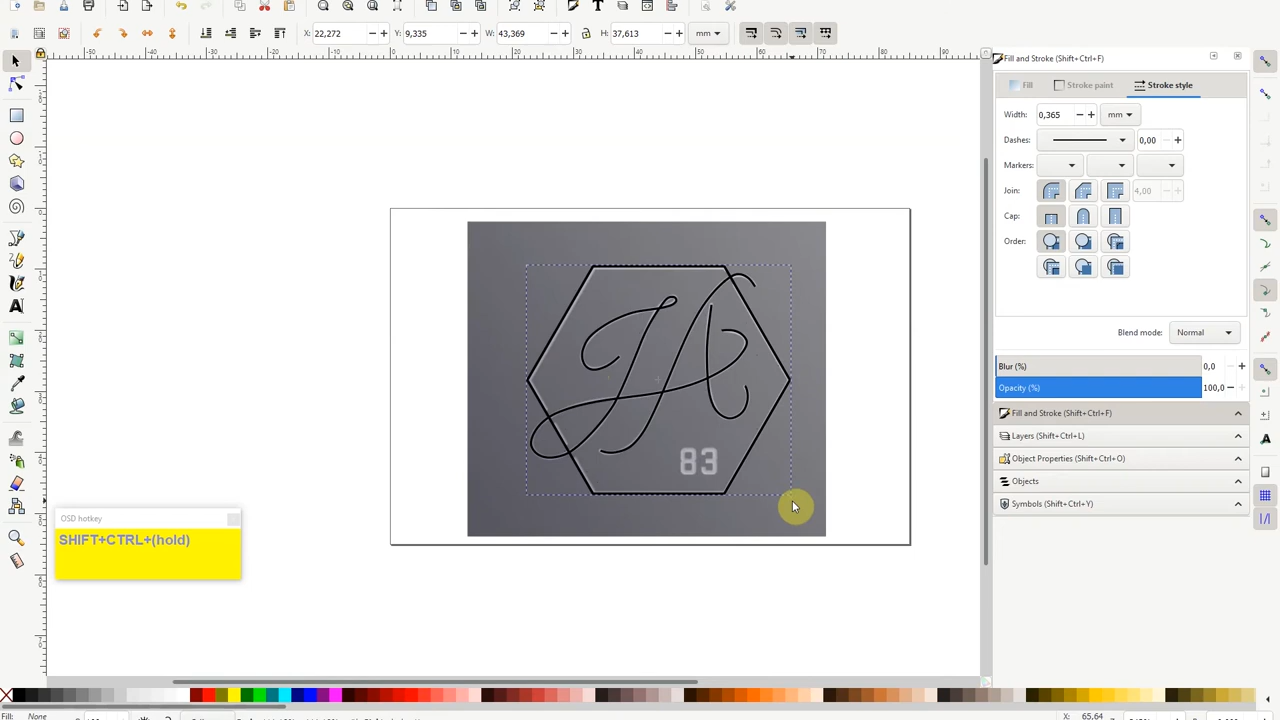 X: 22,272 Y: 9,335 W: 43,369 H: 37,613 mm
Fill and Stroke (Shift+Ctrl+F)
Fill Stroke paint Stroke style
Width: 0,365 mm
Dashes: 0,00
Markers:
Join: 4,00
Cap:
Order:
Blend mode: Normal
Blur (%) 0,0
Opacity (%) 100,0
Fill and Stroke (Shift+Ctrl+F)
Layers (Shift+Ctrl+L)
Object Properties (Shift+Ctrl+O)
Objects
Symbols (Shift+Ctrl+Y)
83
OSD hotkey
SHIFT+CTRL+(hold)
Fill: None
X: 65,64